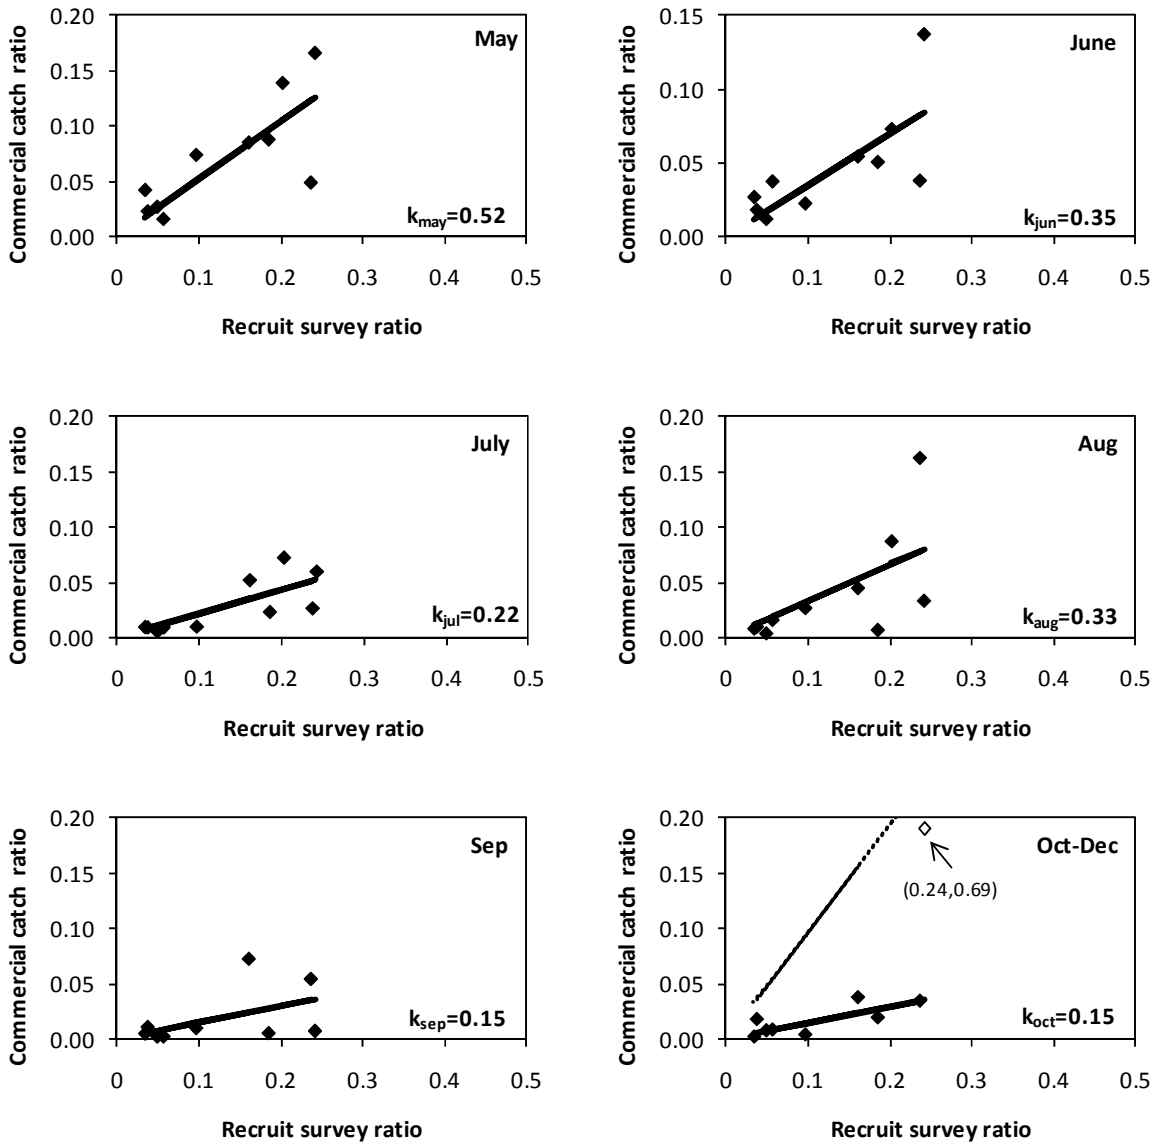 May
Commercial catch ratio
0.20
0.15
0.10
0.05
0.00
k_may=0.52
0 0.1 0.2 0.3 0.4 0.5
Recruit survey ratio
June
Commercial catch ratio
0.15
0.10
0.05
0.00
k_jun=0.35
0 0.1 0.2 0.3 0.4 0.5
Recruit survey ratio
July
Commercial catch ratio
0.20
0.15
0.10
0.05
0.00
k_jul=0.22
0 0.1 0.2 0.3 0.4 0.5
Recruit survey ratio
Aug
Commercial catch ratio
0.20
0.15
0.10
0.05
0.00
k_aug=0.33
0 0.1 0.2 0.3 0.4 0.5
Recruit survey ratio
Sep
Commercial catch ratio
0.20
0.15
0.10
0.05
0.00
k_sep=0.15
0 0.1 0.2 0.3 0.4 0.5
Recruit survey ratio
Oct-Dec
Commercial catch ratio
0.20
0.15
0.10
0.05
0.00
(0.24,0.69)
k_oct=0.15
0 0.1 0.2 0.3 0.4 0.5
Recruit survey ratio